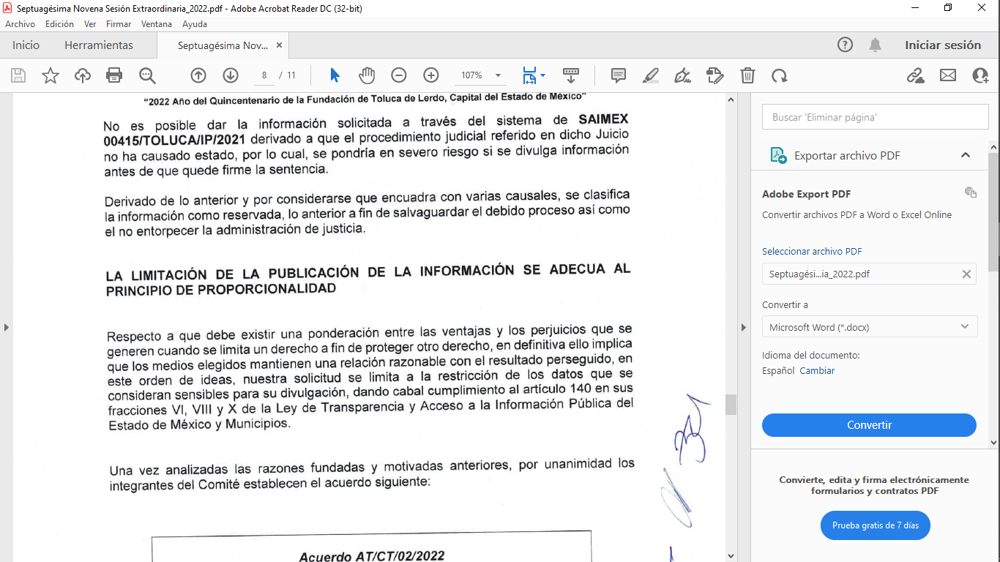 Septuagésima Novena Sesión Extraordinaria_2022.pdf - Adobe Acrobat Reader DC (32-bit)
Archivo Edición Ver Firmar Ventana Ayuda
Inicio Herramientas Septuagésima Nov... × Iniciar sesión
8 / 11 107%
"2022 Año del Quincentenario de la Fundación de Toluca de Lerdo, Capital del Estado de México"
No es posible dar la información solicitada a través del sistema de SAIMEX
00415/TOLUCA/IP/2021 derivado a que el procedimiento judicial referido en dicho Juicio
no ha causado estado, por lo cual, se pondría en severo riesgo si se divulga información
antes de que quede firme la sentencia.
Derivado de lo anterior y por considerarse que encuadra con varias causales, se clasifica
la información como reservada, lo anterior a fin de salvaguardar el debido proceso así como
el no entorpecer la administración de justicia.
LA LIMITACIÓN DE LA PUBLICACIÓN DE LA INFORMACIÓN SE ADECUA AL
PRINCIPIO DE PROPORCIONALIDAD
Respecto a que debe existir una ponderación entre las ventajas y los perjuicios que se
generen cuando se limita un derecho a fin de proteger otro derecho, en definitiva ello implica
que los medios elegidos mantienen una relación razonable con el resultado perseguido, en
este orden de ideas, nuestra solicitud se limita a la restricción de los datos que se
consideran sensibles para su divulgación, dando cabal cumplimiento al artículo 140 en sus
fracciones VI, VIII y X de la Ley de Transparencia y Acceso a la Información Pública del
Estado de México y Municipios.
Una vez analizadas las razones fundadas y motivadas anteriores, por unanimidad los
integrantes del Comité establecen el acuerdo siguiente:
Acuerdo AT/CT/02/2022
Buscar 'Eliminar página'
Exportar archivo PDF
Adobe Export PDF
Convertir archivos PDF a Word o Excel Online
Seleccionar archivo PDF
Septuagési...ia_2022.pdf
Convertir a
Microsoft Word (*.docx)
Idioma del documento:
Español Cambiar
Convertir
Convierte, edita y firma electrónicamente
formularios y contratos PDF
Prueba gratis de 7 días